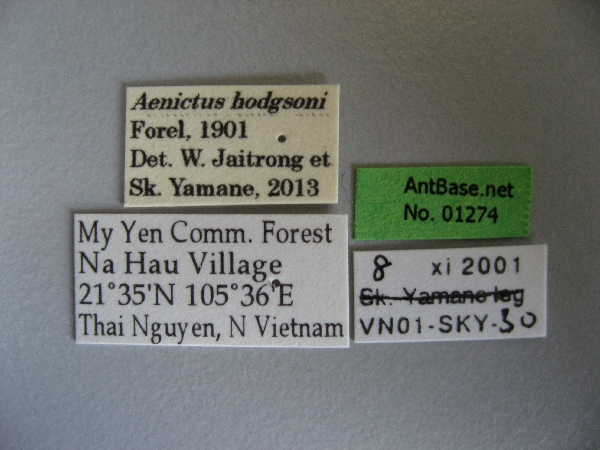 Aenictus hodgsoni
Forel, 1901
Det. W. Jaitrong et
Sk. Yamane, 2013
AntBase.net
No. 01274
My Yen Comm. Forest
Na Hau Village
21°35'N 105°36'E
Thai Nguyen, N Vietnam
8 xi 2001
Sk. Yamane leg
VN01-SKY-30